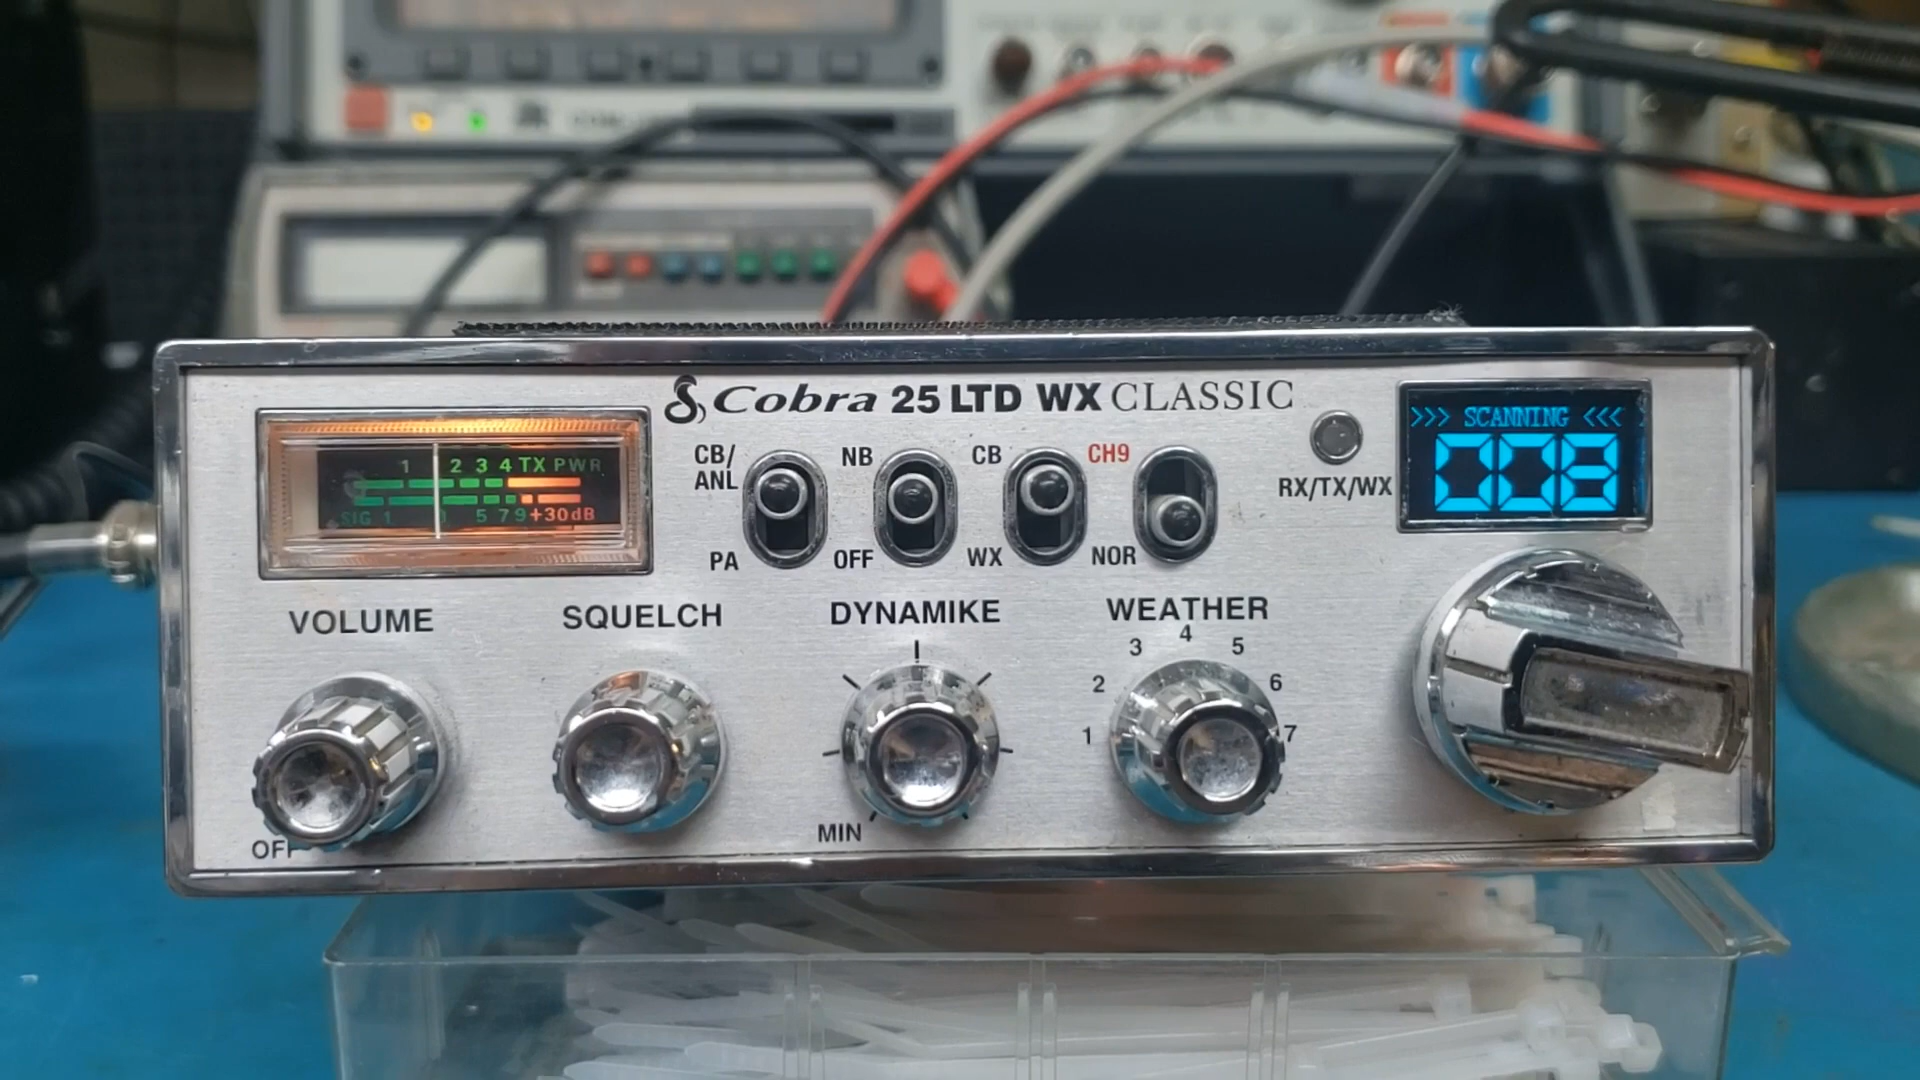 Cobra 25 LTD WX CLASSIC
1 2 3 4 TX PWR
SIG 1 5 7 9 +30dB
CB/
ANL
PA
NB
OFF
CB
WX
CH9
NOR
RX/TX/WX
>>> SCANNING <<<
008
VOLUME
OFF
SQUELCH
DYNAMIKE
MIN
WEATHER
1 2 3 4 5 6 7